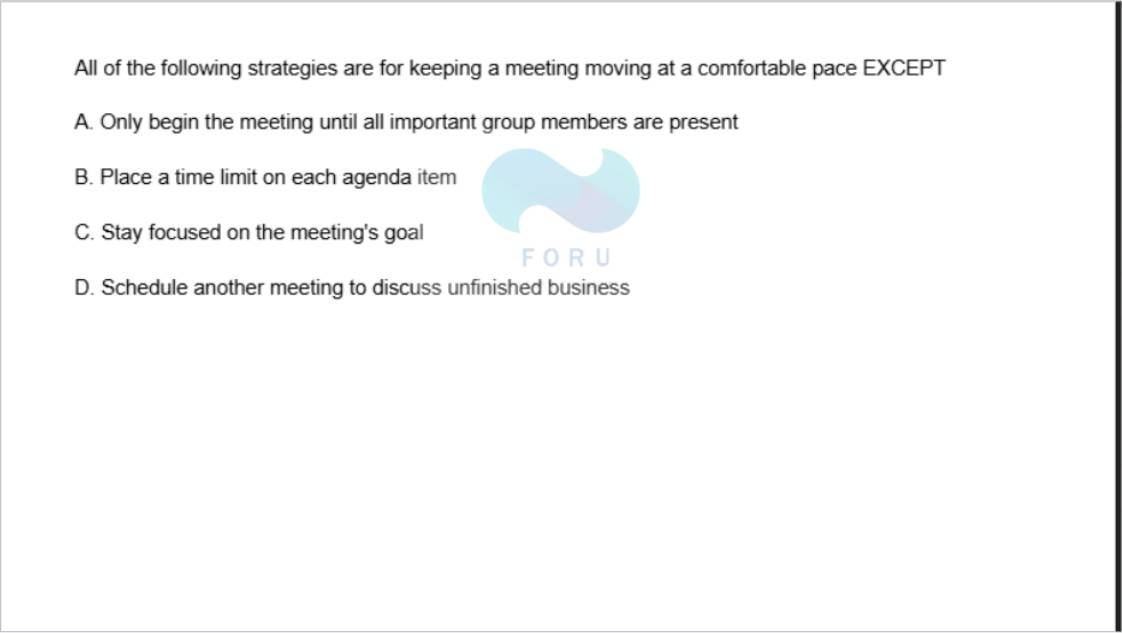 All of the following strategies are for keeping a meeting moving at a comfortable pace EXCEPT
A. Only begin the meeting until all important group members are present
B. Place a time limit on each agenda item
C. Stay focused on the meeting's goal
FORU
D. Schedule another meeting to discuss unfinished business